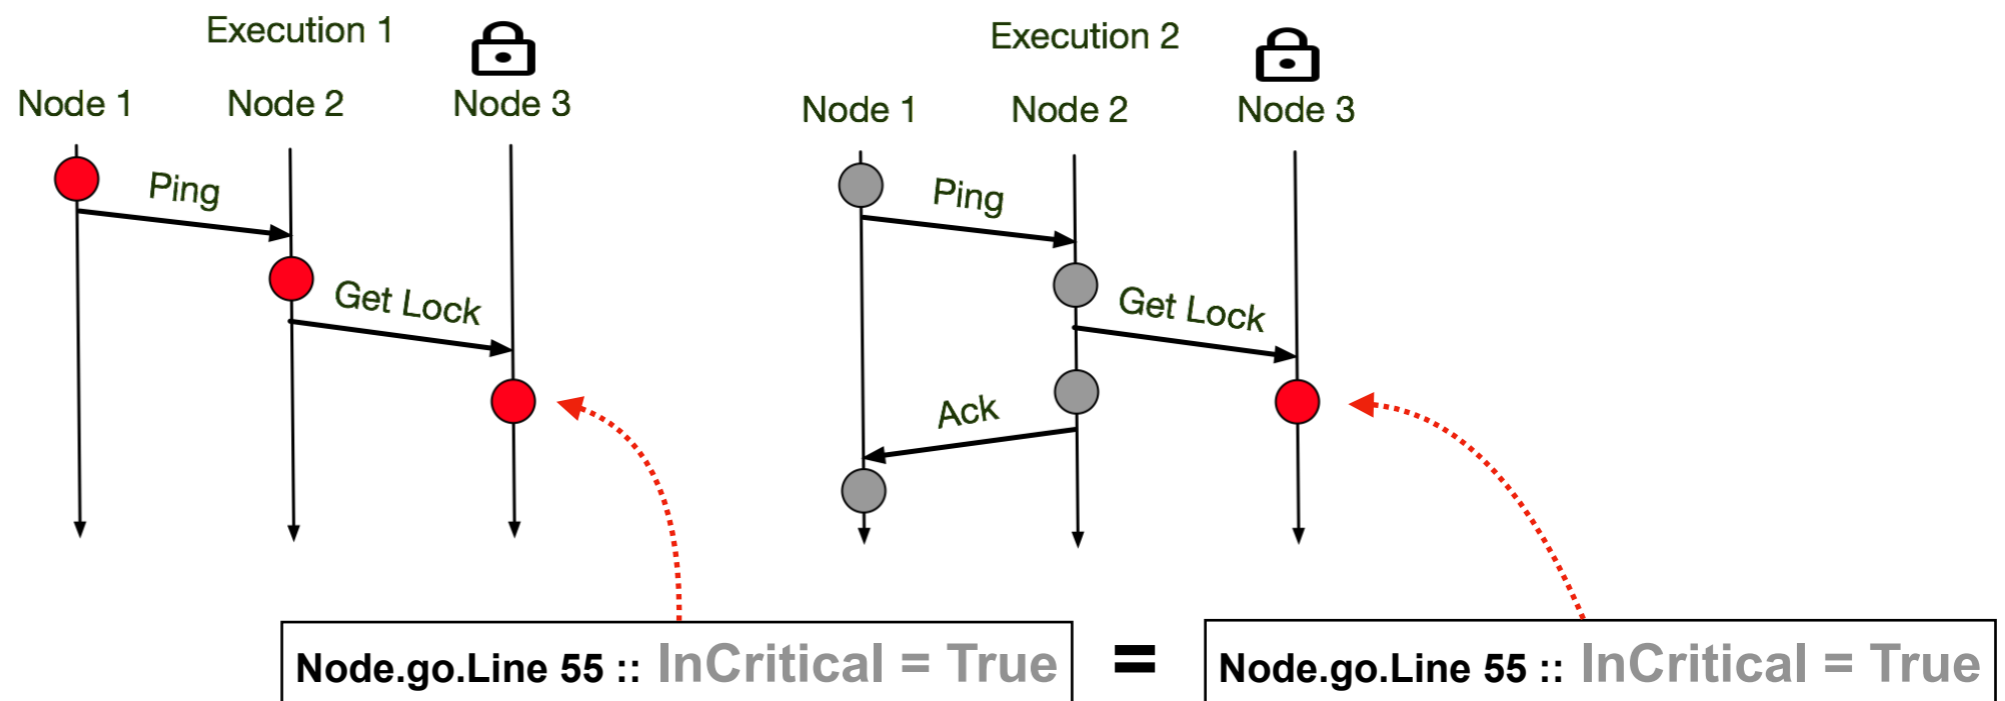 Execution 1
Node 1 Node 2 Node 3
Ping
Get Lock
Execution 2
Node 1 Node 2 Node 3
Ping
Get Lock
Ack
Node.go.Line 55 :: InCritical = True
=
Node.go.Line 55 :: InCritical = True